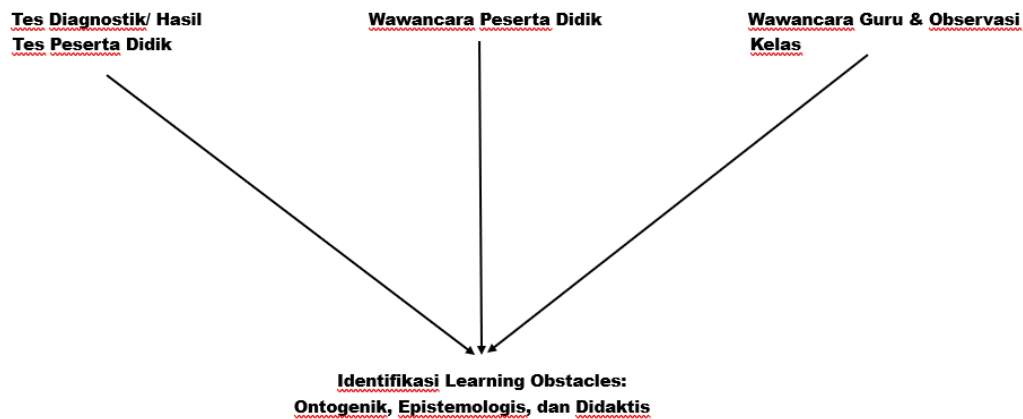 Tes Diagnostik/ Hasil
Tes Peserta Didik
Wawancara Peserta Didik
Wawancara Guru & Observasi
Kelas
Identifikasi Learning Obstacles:
Ontogenik, Epistemologis, dan Didaktis